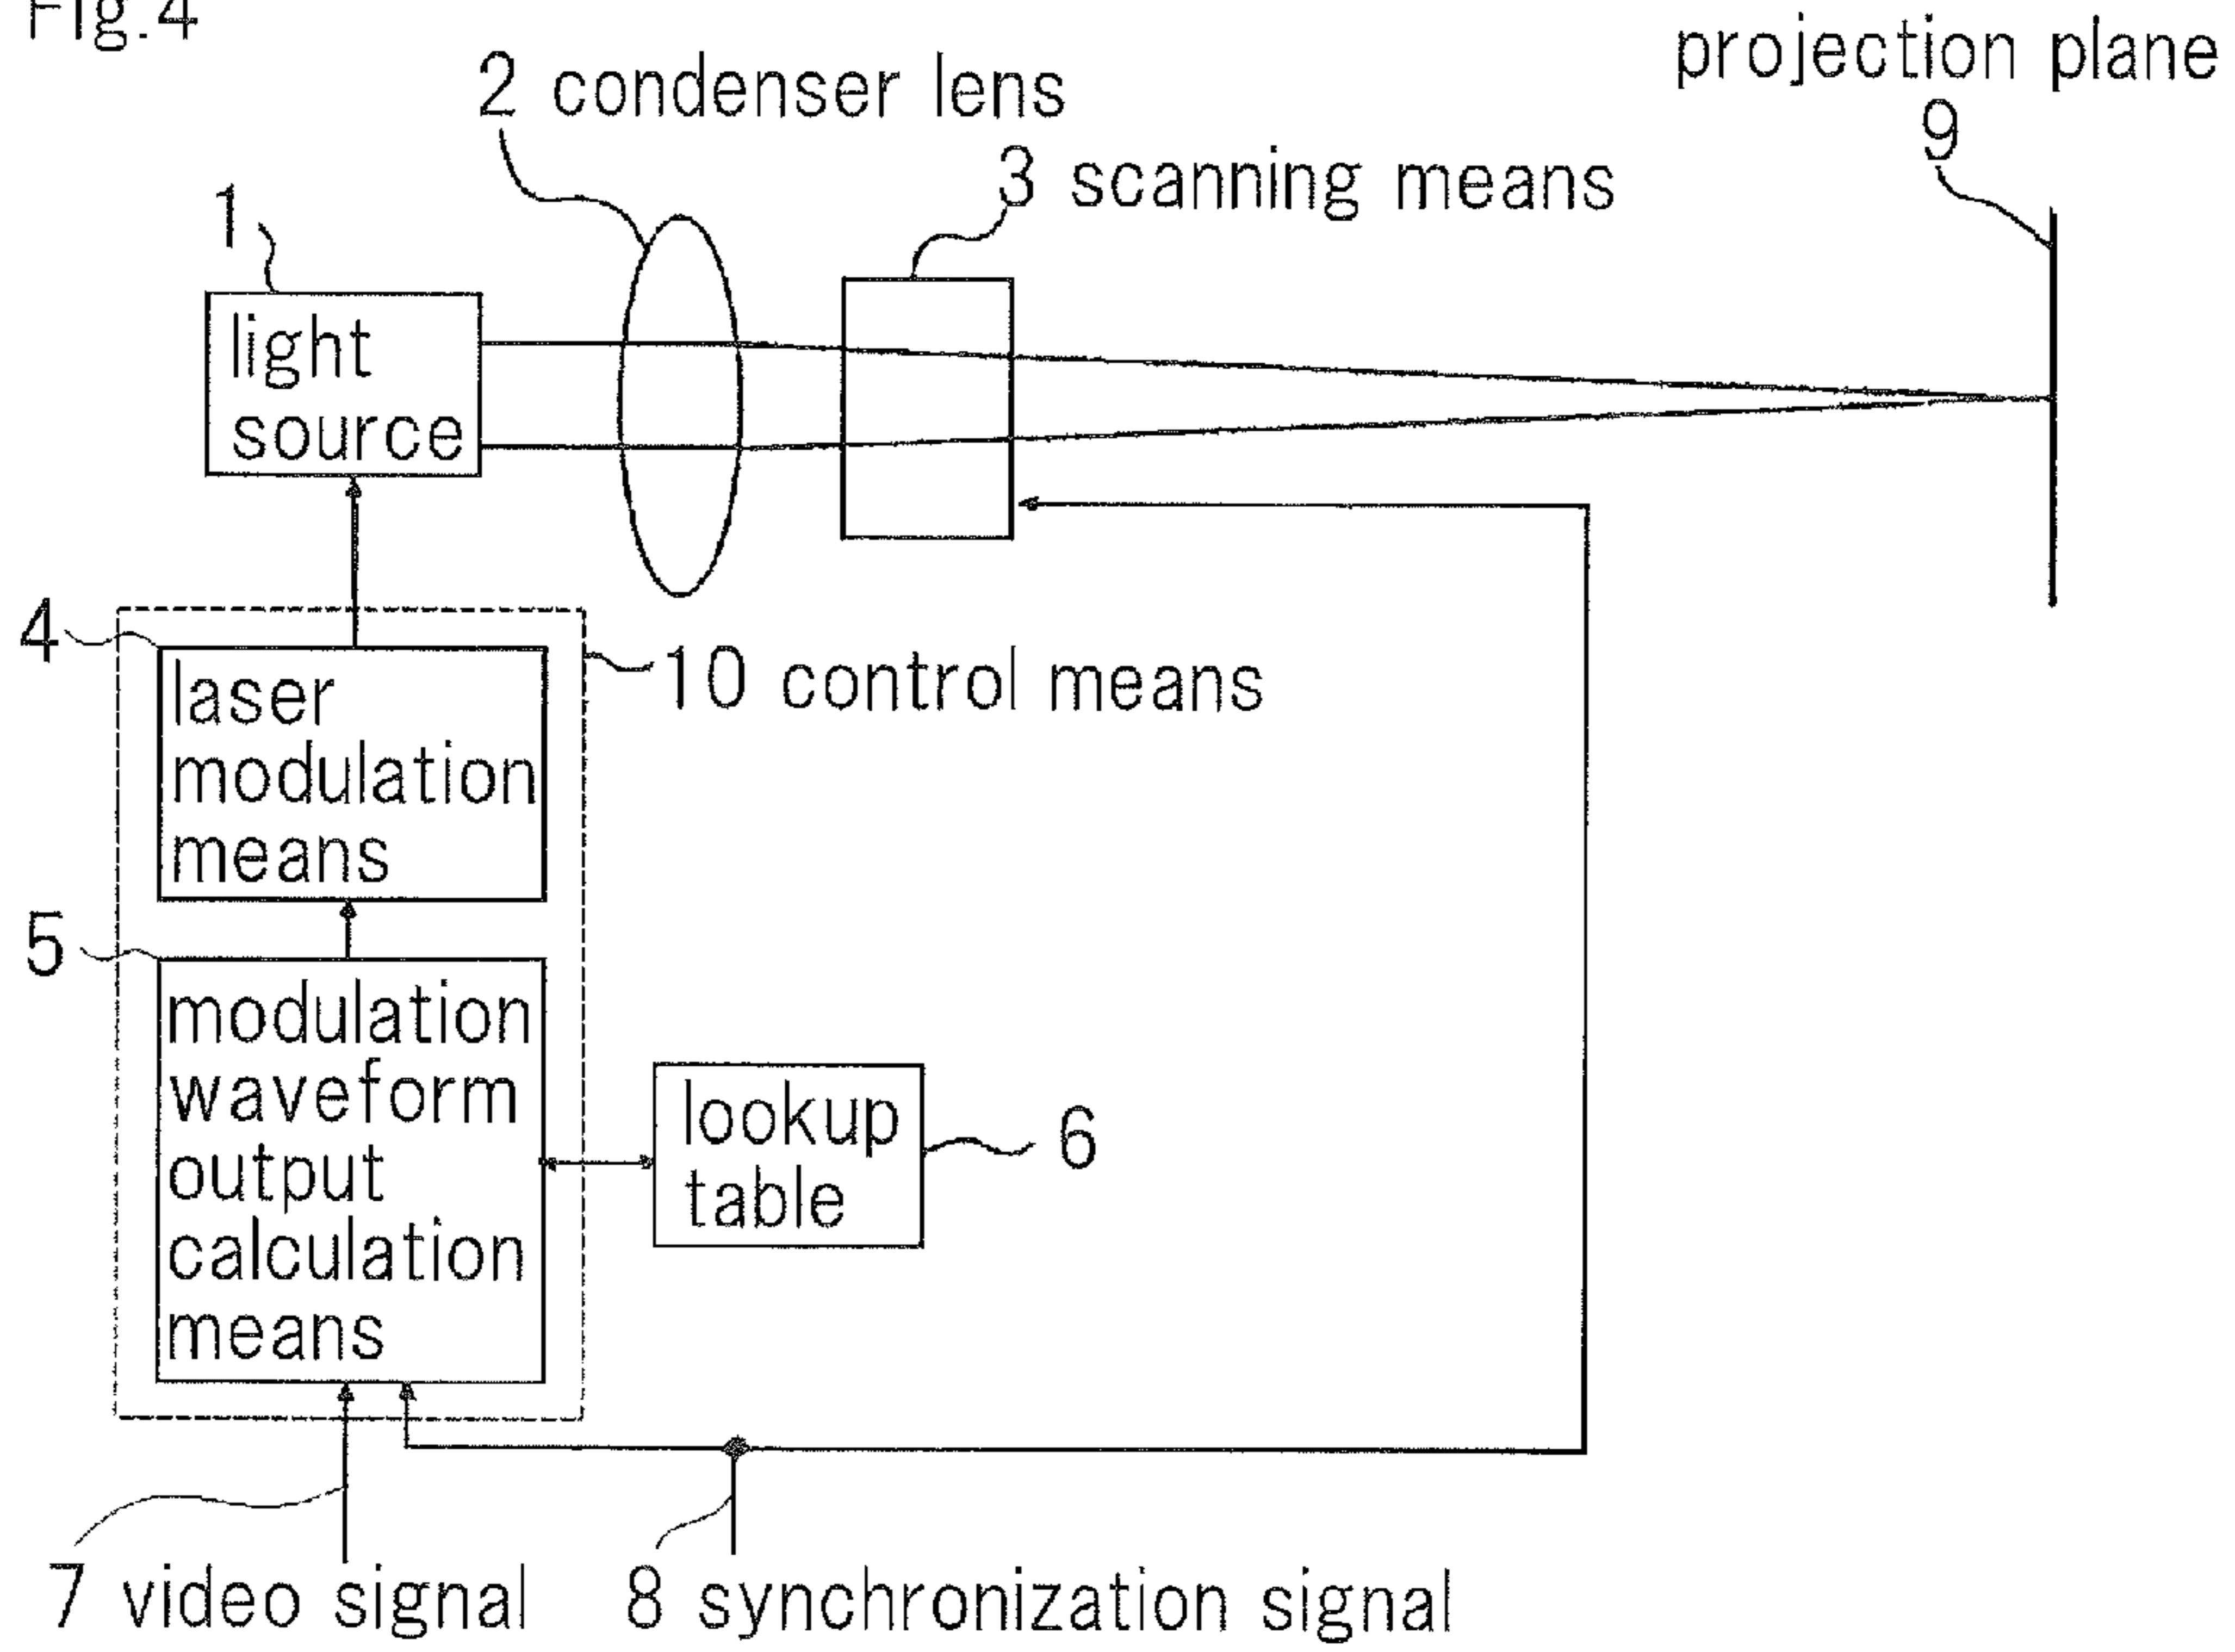 Fig.4
projection plane
9
2 condenser lens
3 scanning means
1
light
source
4
10 control means
laser
modulation
means
5
modulation
waveform
output
calculation
means
lookup
table
6
7 video signal
8 synchronization signal